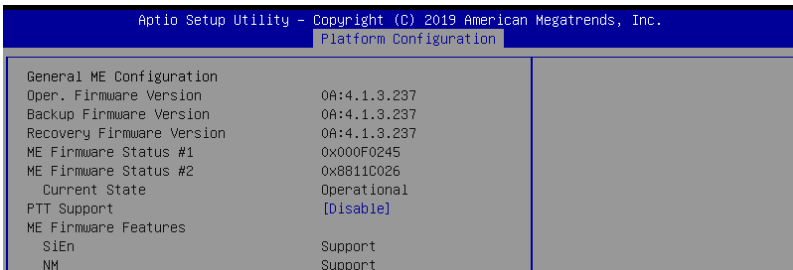 Aptio Setup Utility – Copyright (C) 2019 American Megatrends, Inc.
Platform Configuration
General ME Configuration
Oper. Firmware Version 0A:4.1.3.237
Backup Firmware Version 0A:4.1.3.237
Recovery Firmware Version 0A:4.1.3.237
ME Firmware Status #1 0x000F0245
ME Firmware Status #2 0x8811C026
Current State Operational
PTT Support [Disable]
ME Firmware Features
SiEn Support
NM Support